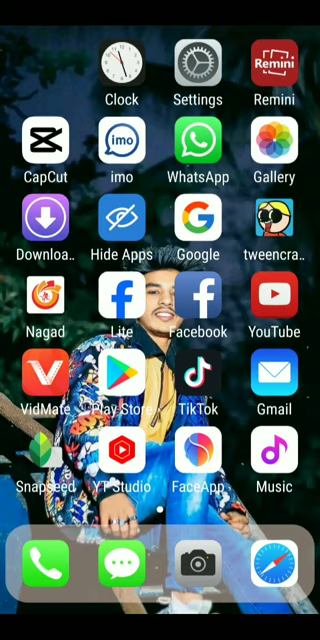 Clock Settings Remini
Remini
CapCut imo WhatsApp Gallery
imo
Downloa.. Hide Apps Google tweencra..
Nagad Lite Facebook YouTube
VidMate Play Store TikTok Gmail
Snapseed YT Studio FaceApp Music